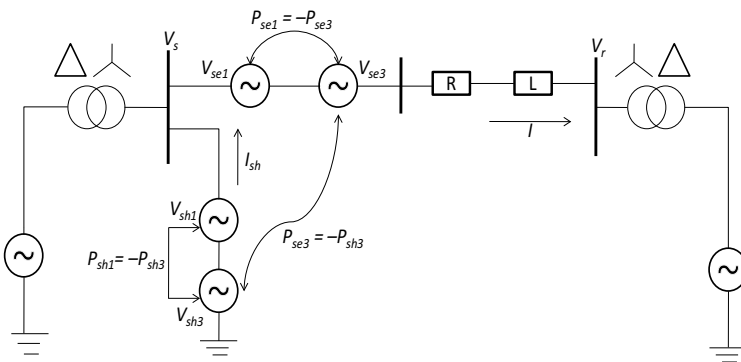 P_se1 = –P_se3
V_s
V_se1
V_se3
V_r
R
L
I
I_sh
V_sh1
P_sh1= –P_sh3
P_se3 = –P_sh3
V_sh3